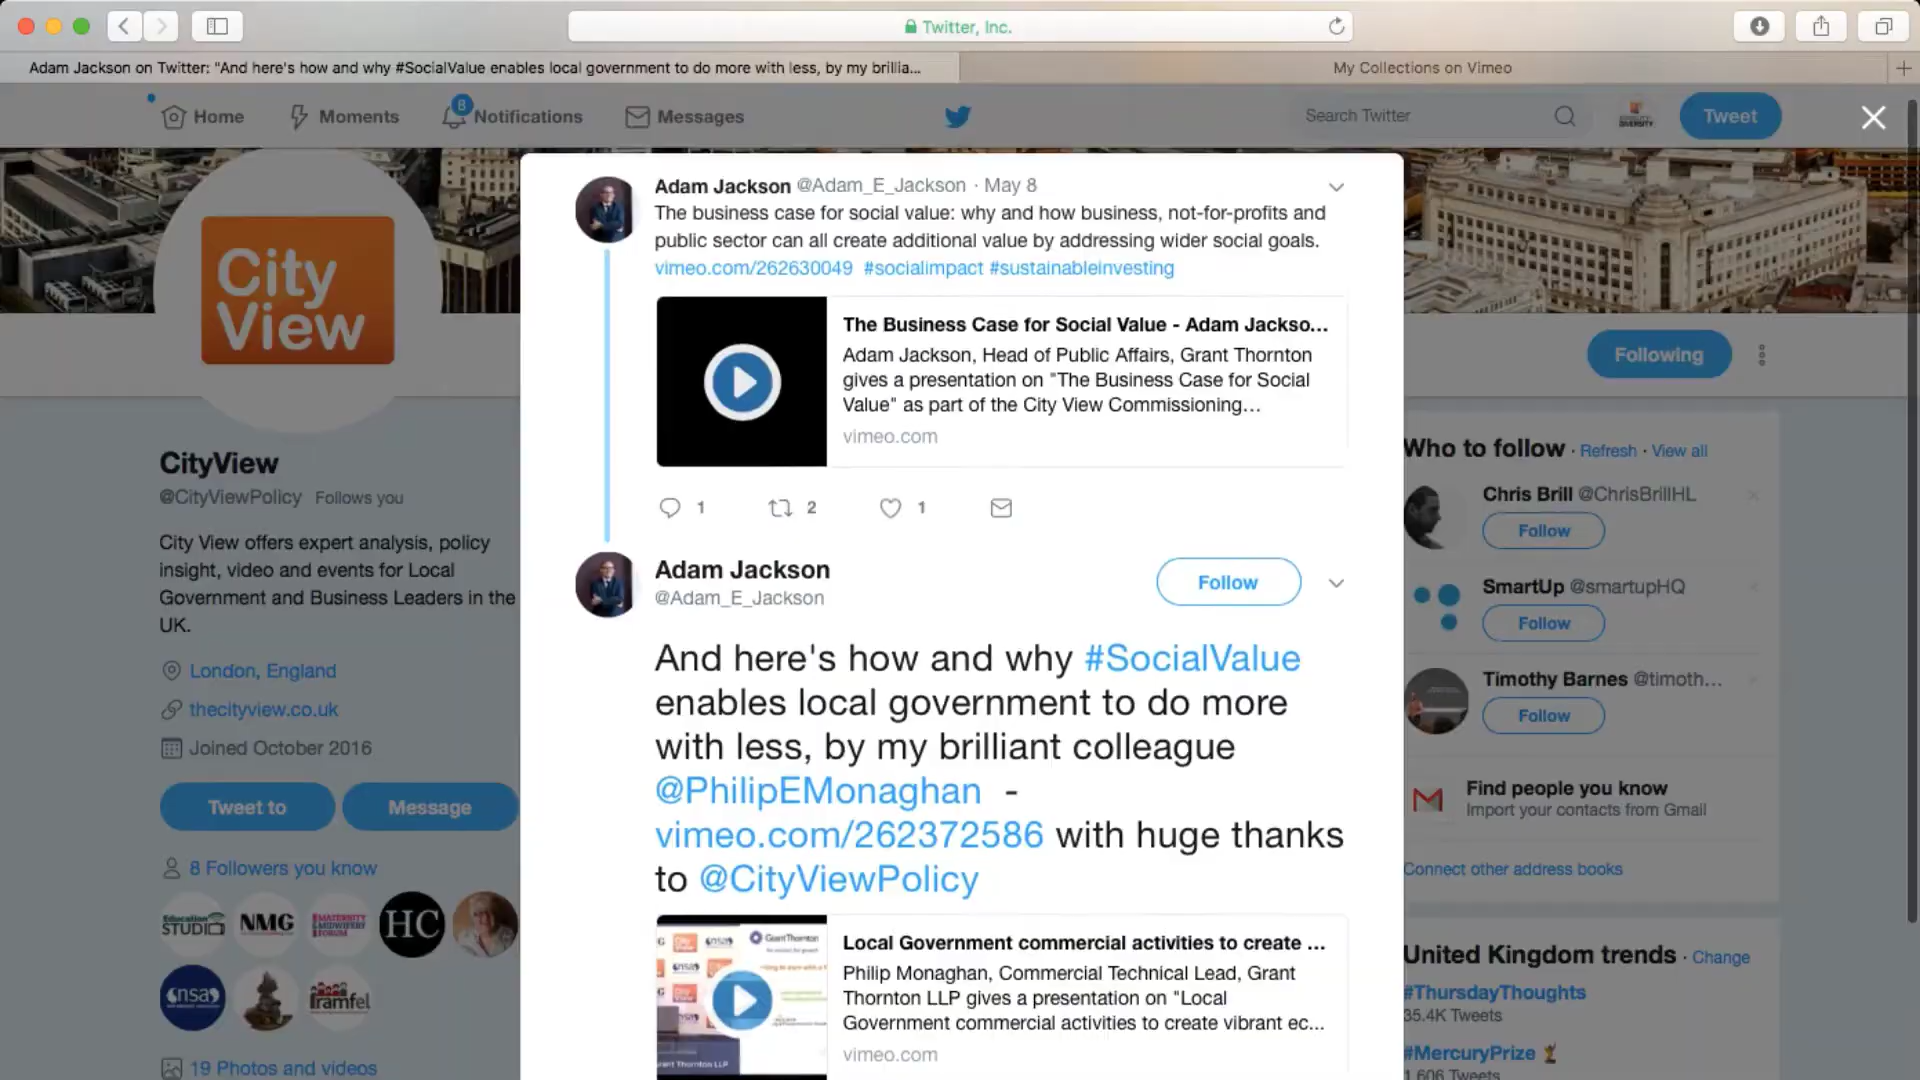 Twitter, Inc.
Adam Jackson on Twitter: "And here's how and why #SocialValue enables local government to do more with less, by my brillia...
My Collections on Vimeo
Home
Moments
8
Notifications
Messages
Search Twitter
DIVERSITY
Tweet
City
View
Following
CityView
@CityViewPolicy Follows you
City View offers expert analysis, policy
insight, video and events for Local
Government and Business Leaders in the
UK.
London, England
thecityview.co.uk
Joined October 2016
Tweet to
Message
8 Followers you know
Education
STUDIO
NMG
MATERNITY
MIDWIFERY
FORUM
HC
nsa
iramfel
19 Photos and videos
Adam Jackson @Adam_E_Jackson · May 8
The business case for social value: why and how business, not-for-profits and
public sector can all create additional value by addressing wider social goals.
vimeo.com/262630049 #socialimpact #sustainableinvesting
The Business Case for Social Value - Adam Jackso...
Adam Jackson, Head of Public Affairs, Grant Thornton
gives a presentation on "The Business Case for Social
Value" as part of the City View Commissioning...
vimeo.com
1
2
1
Adam Jackson
@Adam_E_Jackson
Follow
And here's how and why #SocialValue
enables local government to do more
with less, by my brilliant colleague
@PhilipEMonaghan -
vimeo.com/262372586 with huge thanks
to @CityViewPolicy
Grant Thornton
Local Government commercial activities to create ...
Philip Monaghan, Commercial Technical Lead, Grant
Thornton LLP gives a presentation on "Local
Government commercial activities to create vibrant ec...
vimeo.com
Who to follow · Refresh · View all
Chris Brill @ChrisBrillHL
Follow
SmartUp @smartupHQ
Follow
Timothy Barnes @timoth...
Follow
Find people you know
Import your contacts from Gmail
Connect other address books
United Kingdom trends · Change
#ThursdayThoughts
35.4K Tweets
#MercuryPrize
1,606 Tweets